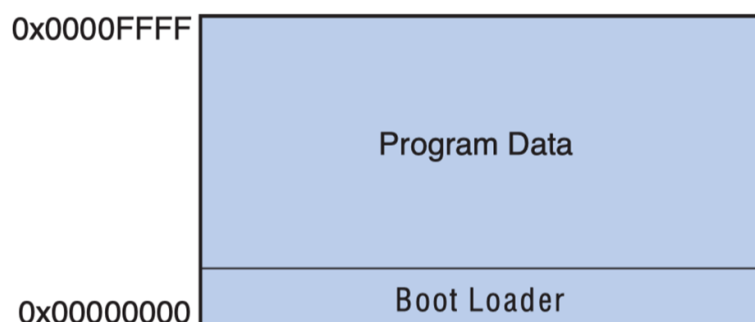 0x0000FFFF
Program Data
Boot Loader
0x00000000